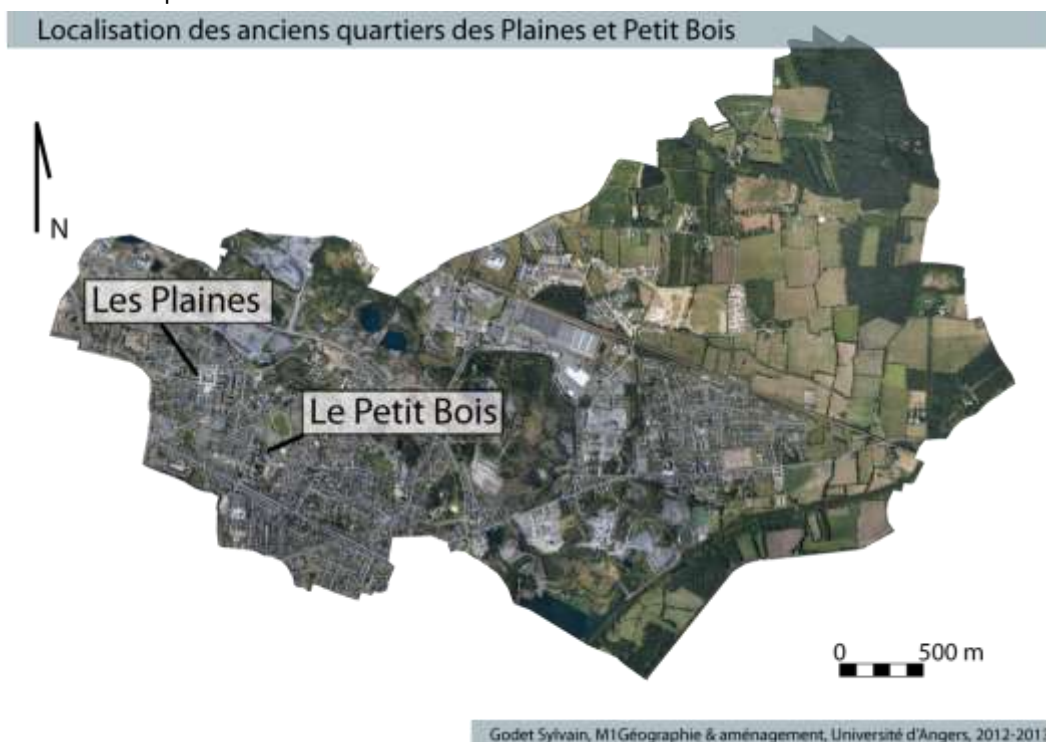 Localisation des anciens quartiers des Plaines et Petit Bois
N
Les Plaines
Le Petit Bois
0 500 m
Godet Sylvain, M1Géographie & aménagement, Université d'Angers, 2012-2013